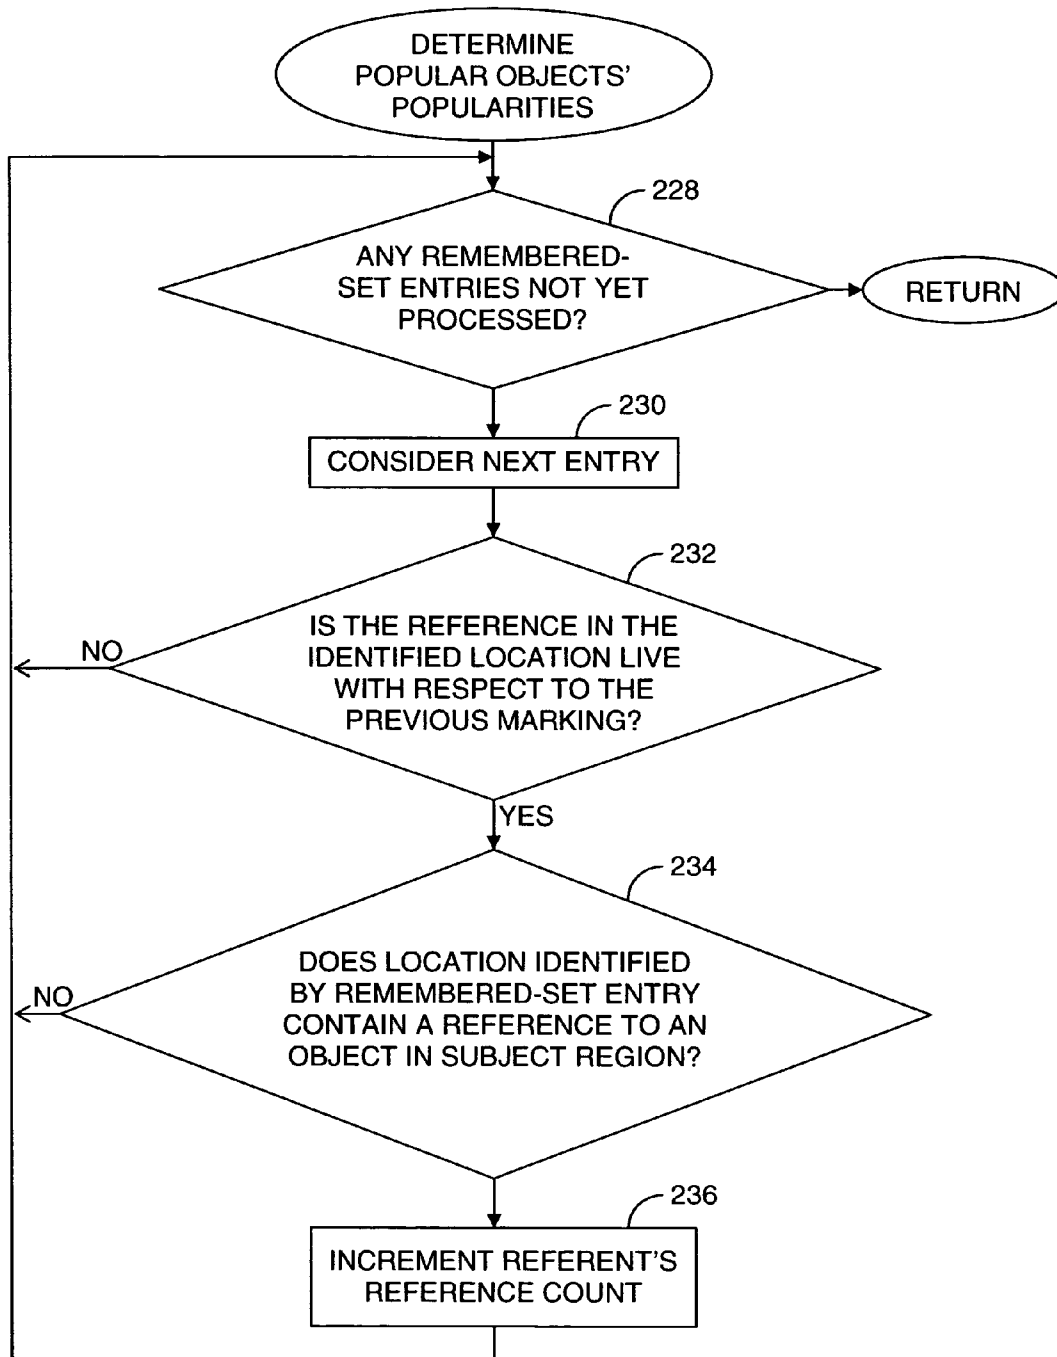 DETERMINE
POPULAR OBJECTS'
POPULARITIES
228
ANY REMEMBERED-
SET ENTRIES NOT YET
PROCESSED?
RETURN
230
CONSIDER NEXT ENTRY
232
IS THE REFERENCE IN THE
IDENTIFIED LOCATION LIVE
WITH RESPECT TO THE
PREVIOUS MARKING?
NO
YES
234
DOES LOCATION IDENTIFIED
BY REMEMBERED-SET ENTRY
CONTAIN A REFERENCE TO AN
OBJECT IN SUBJECT REGION?
NO
236
INCREMENT REFERENT'S
REFERENCE COUNT